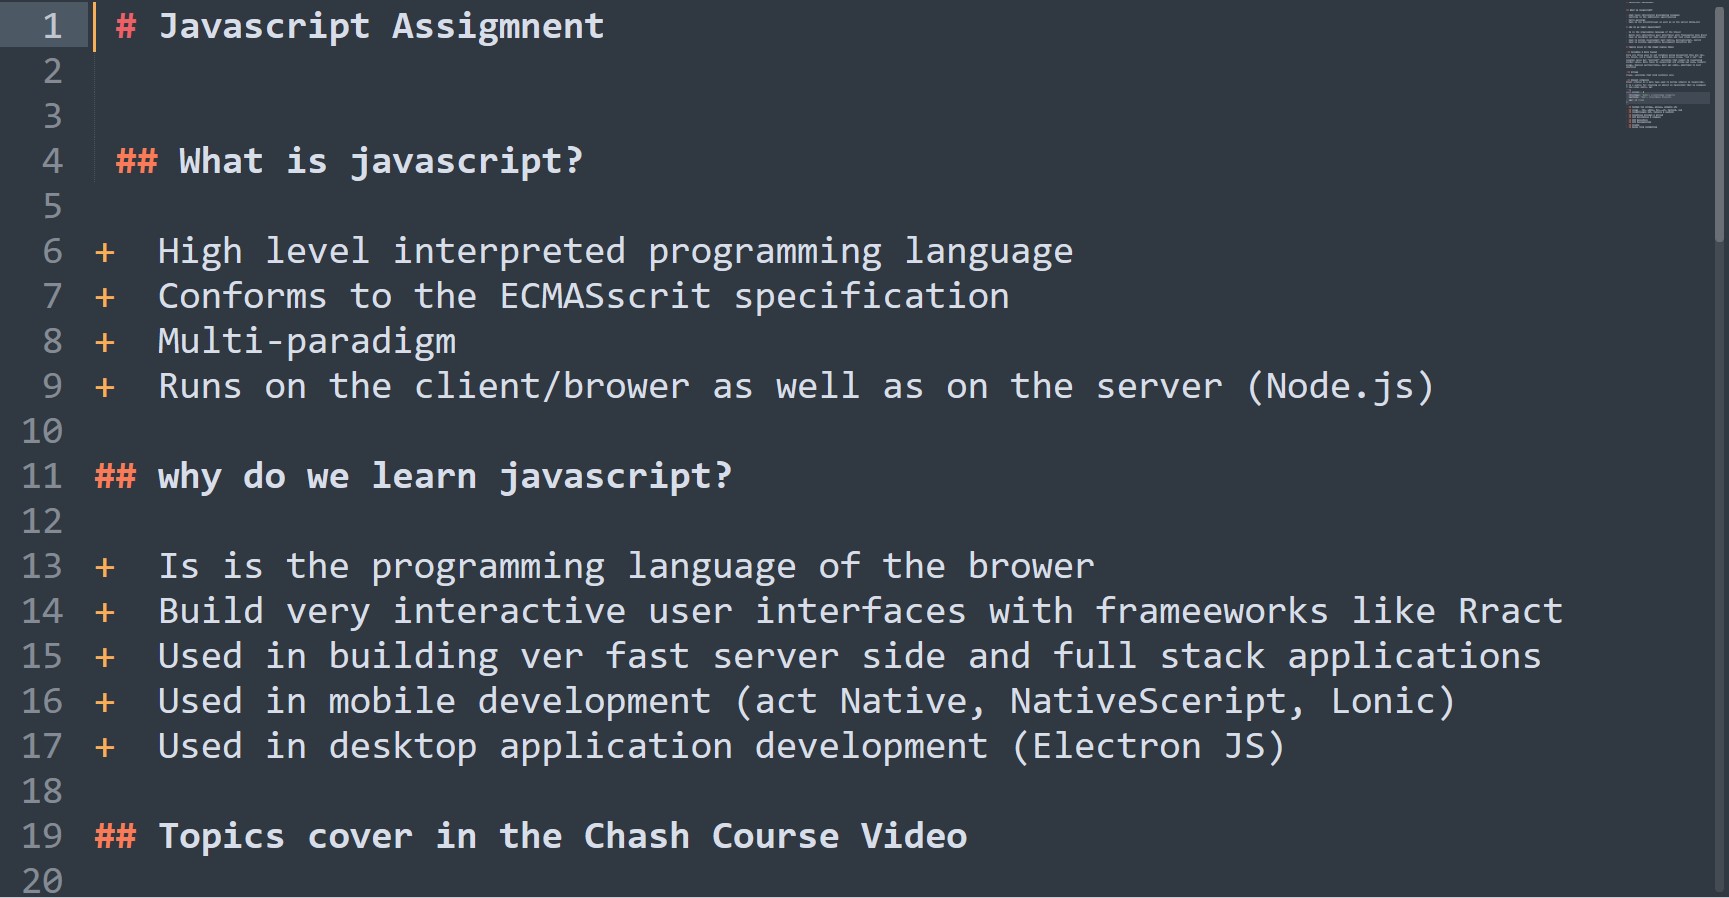 1 # Javascript Assigmnent
2
3
4 ## What is javascript?
5
6 + High level interpreted programming language
7 + Conforms to the ECMASscrit specification
8 + Multi-paradigm
9 + Runs on the client/brower as well as on the server (Node.js)
10
11 ## why do we learn javascript?
12
13 + Is is the programming language of the brower
14 + Build very interactive user interfaces with frameeworks like Rract
15 + Used in building ver fast server side and full stack applications
16 + Used in mobile development (act Native, NativeSceript, Lonic)
17 + Used in desktop application development (Electron JS)
18
19 ## Topics cover in the Chash Course Video
20